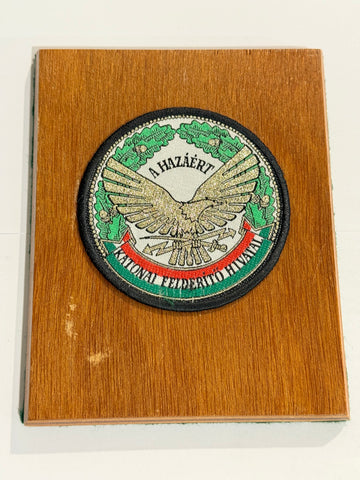 A HAZÁÉRT
KATONAI FELDERÍTŐ HIVATAL